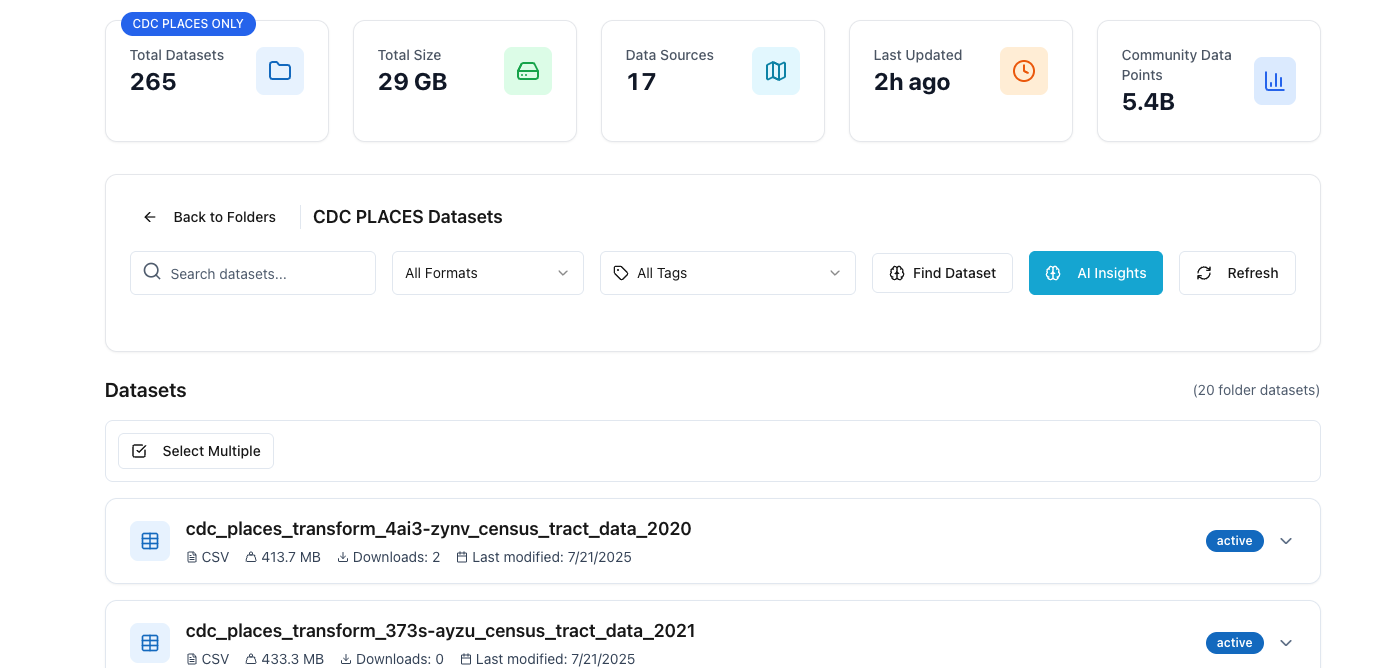 CDC PLACES ONLY
Total Datasets
265
Total Size
29 GB
Data Sources
17
Last Updated
2h ago
Community Data
Points
5.4B
Back to Folders
CDC PLACES Datasets
Search datasets...
All Formats
All Tags
Find Dataset
AI Insights
Refresh
Datasets
(20 folder datasets)
Select Multiple
cdc_places_transform_4ai3-zynv_census_tract_data_2020
CSV 413.7 MB Downloads: 2 Last modified: 7/21/2025
active
cdc_places_transform_373s-ayzu_census_tract_data_2021
CSV 433.3 MB Downloads: 0 Last modified: 7/21/2025
active